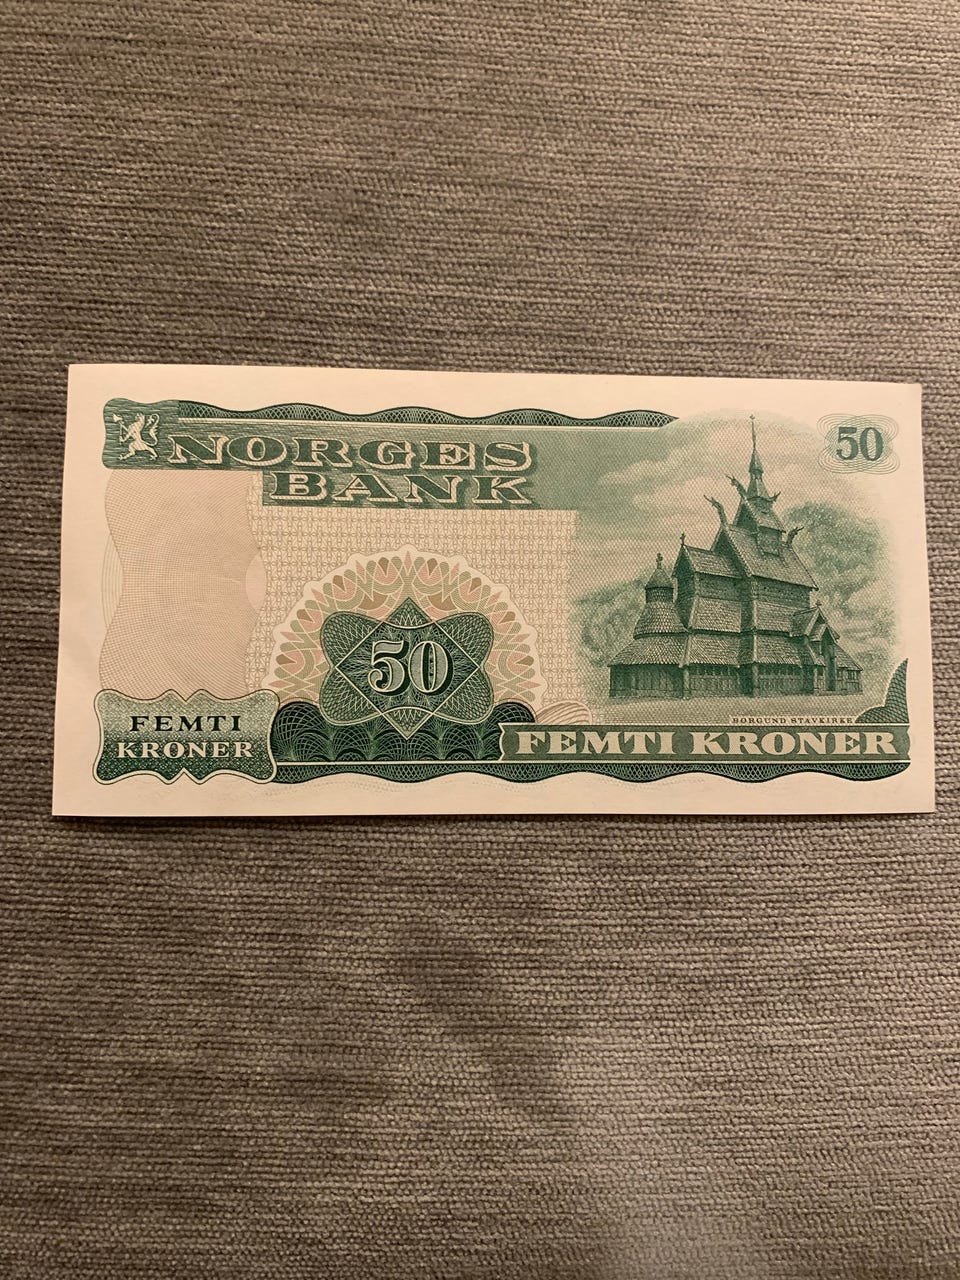 NORGES
BANK
50
50
BORGUND STAVKIRKE
FEMTI
KRONER
FEMTI KRONER